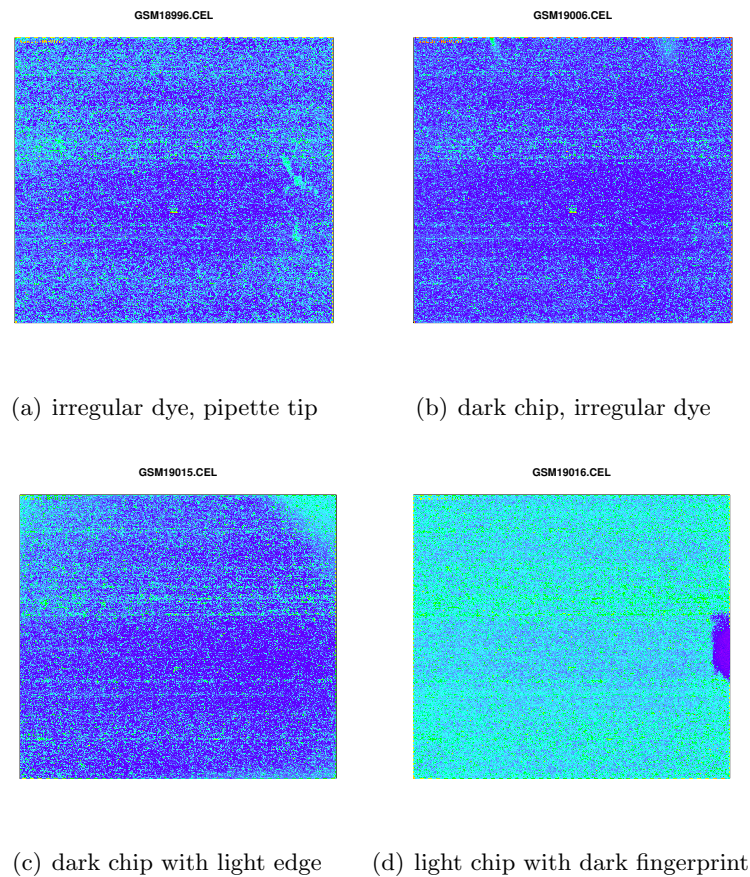 GSM18996.CEL
GSM19006.CEL
(a) irregular dye, pipette tip
(b) dark chip, irregular dye
GSM19015.CEL
GSM19016.CEL
(c) dark chip with light edge
(d) light chip with dark fingerprint